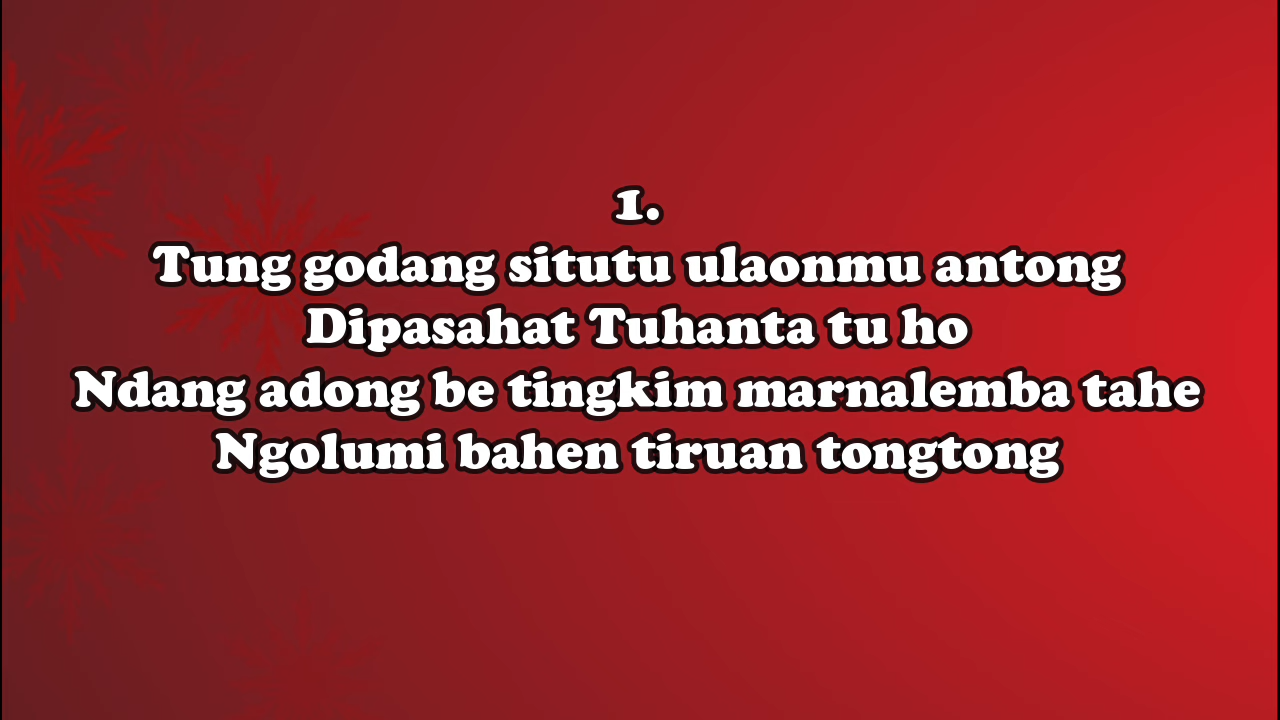 1.
Tung godang situtu ulaonmu antong
Dipasahat Tuhanta tu ho
Ndang adong be tingkim marnalemba tahe
Ngolumi bahen tiruan tongtong